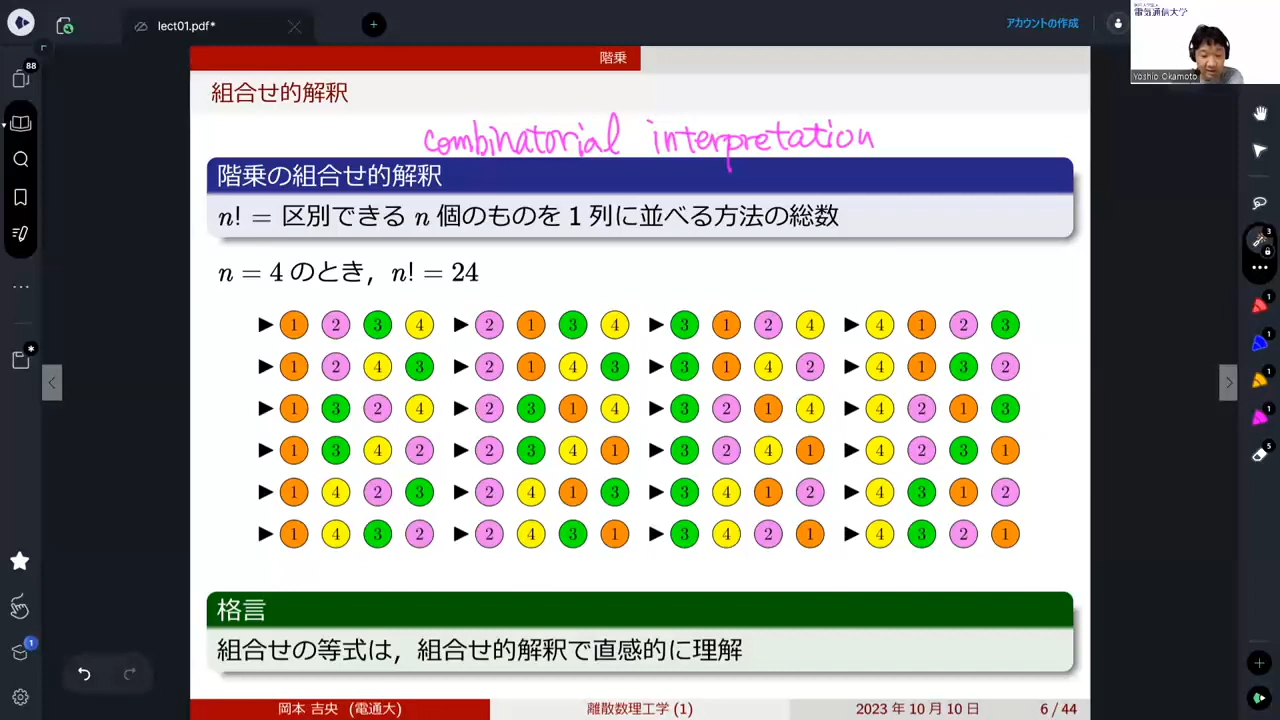 lect01.pdf*
アカウントの作成
電気通信大学
Yoshio Okamoto
88
階乗
組合せ的解釈
combinatorial interpretation
階乗の組合せ的解釈
n! = 区別できる n 個のものを 1 列に並べる方法の総数
n = 4 のとき，n! = 24
▶ 1 2 3 4 ▶ 2 1 3 4 ▶ 3 1 2 4 ▶ 4 1 2 3
▶ 1 2 4 3 ▶ 2 1 4 3 ▶ 3 1 4 2 ▶ 4 1 3 2
▶ 1 3 2 4 ▶ 2 3 1 4 ▶ 3 2 1 4 ▶ 4 2 1 3
▶ 1 3 4 2 ▶ 2 3 4 1 ▶ 3 2 4 1 ▶ 4 2 3 1
▶ 1 4 2 3 ▶ 2 4 1 3 ▶ 3 4 1 2 ▶ 4 3 1 2
▶ 1 4 3 2 ▶ 2 4 3 1 ▶ 3 4 2 1 ▶ 4 3 2 1
格言
組合せの等式は，組合せ的解釈で直感的に理解
岡本 吉央 (電通大)
離散数理工学 (1)
2023 年 10 月 10 日
6 / 44
1
3
1
1
1
1
5